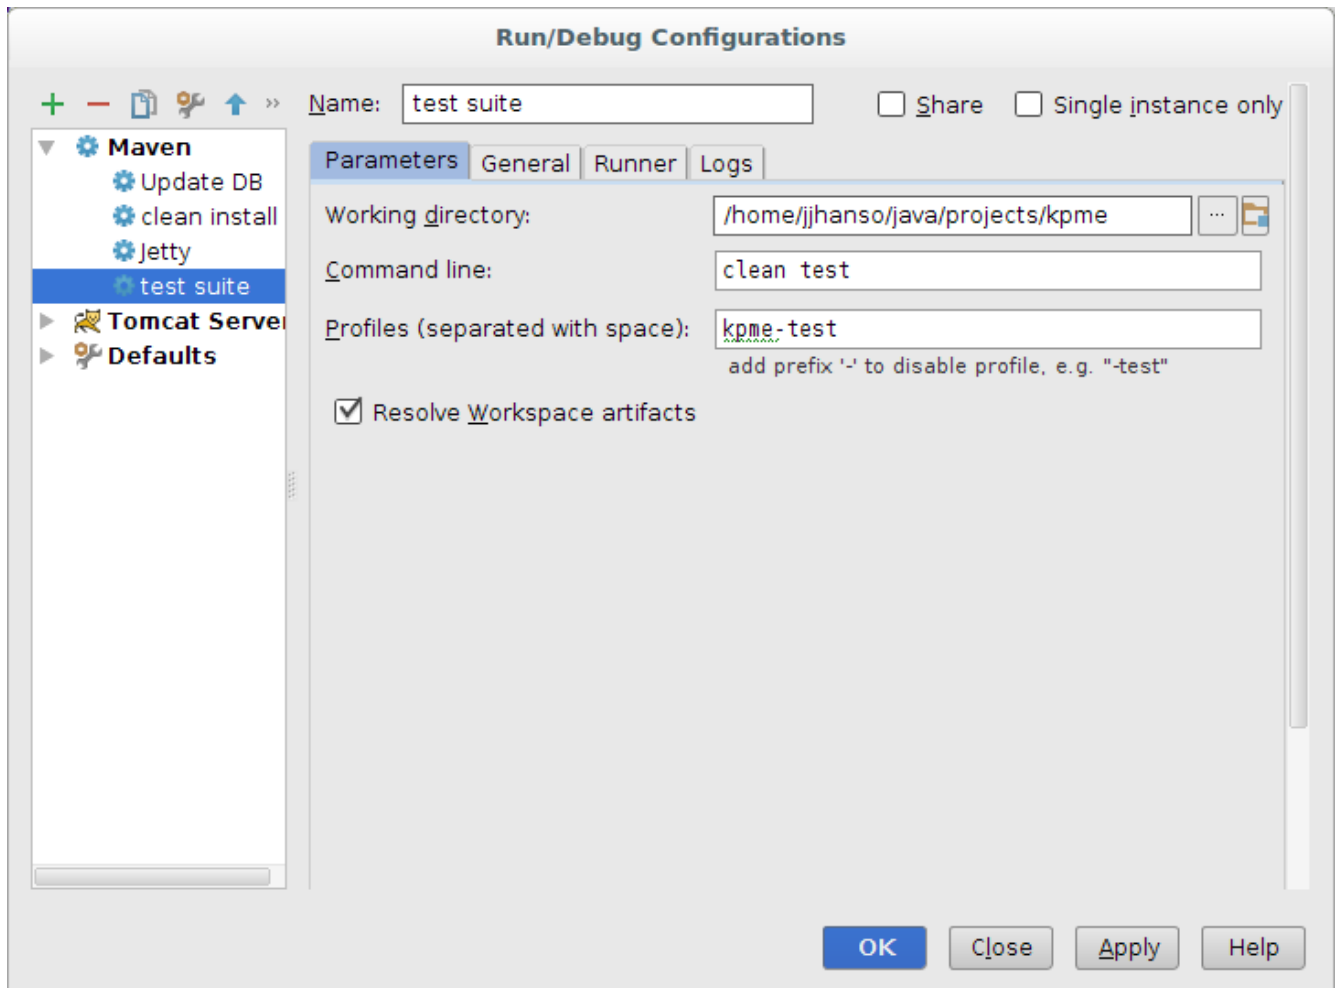 Run/Debug Configurations
Name: test suite Share Single instance only
Maven
Update DB
clean install
Jetty
test suite
Tomcat Server
Defaults
Parameters General Runner Logs
Working directory: /home/jjhanso/java/projects/kpme ...
Command line: clean test
Profiles (separated with space): kpme-test
add prefix '-' to disable profile, e.g. "-test"
Resolve Workspace artifacts
OK Close Apply Help